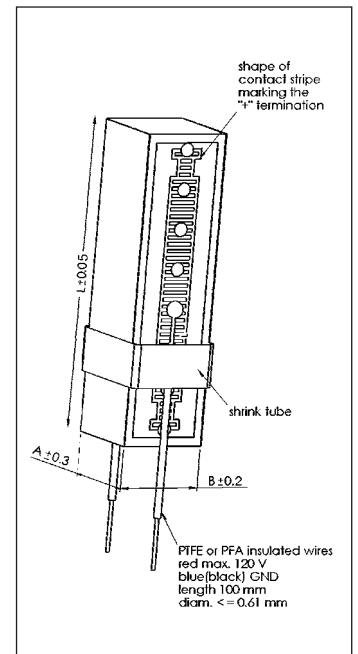 shape of
contact stripe
marking the
"+" termination
L±0.05
shrink tube
A±0.3
B±0.2
PTFE or PFA insulated wires
red max. 120 V
blue(black) GND
length 100 mm
diam. <= 0.61 mm